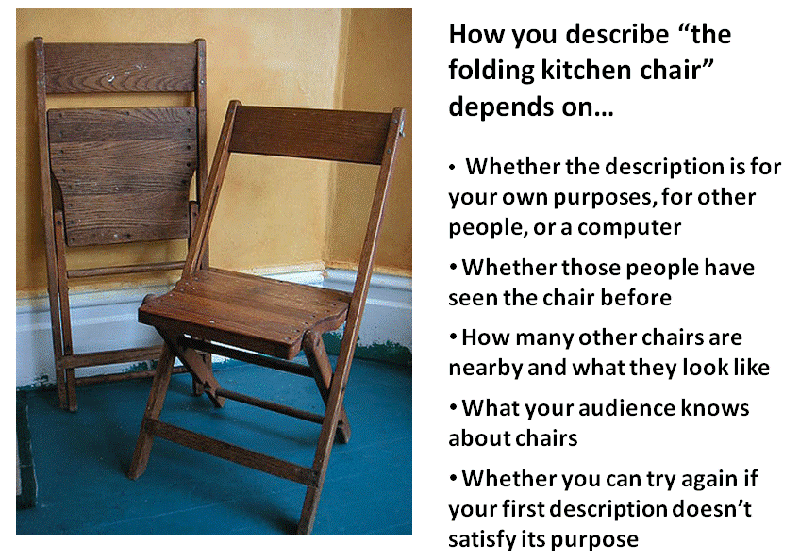 How you describe “the
folding kitchen chair”
depends on…
• Whether the description is for
your own purposes, for other
people, or a computer
• Whether those people have
seen the chair before
• How many other chairs are
nearby and what they look like
• What your audience knows
about chairs
• Whether you can try again if
your first description doesn’t
satisfy its purpose